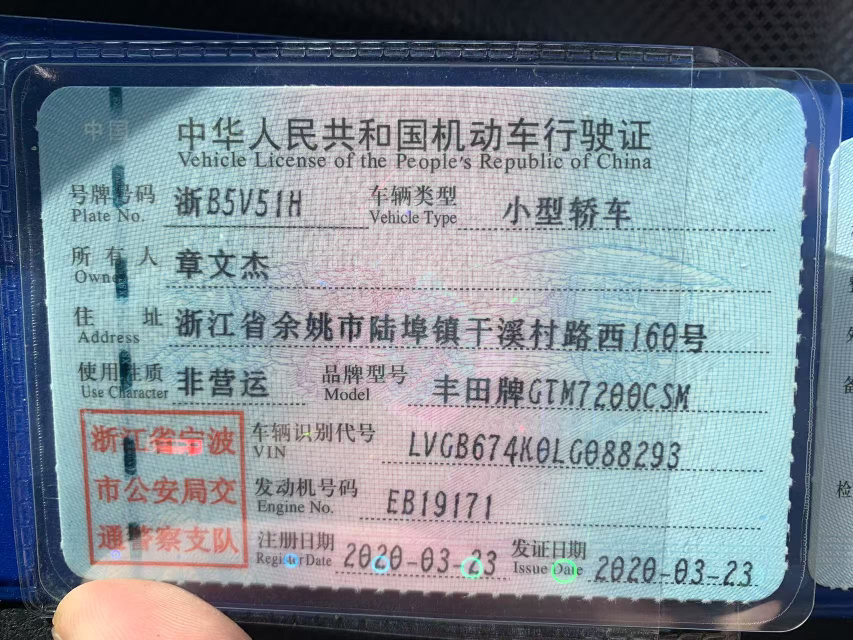 中国
中华人民共和国机动车行驶证
Vehicle License of the People's Republic of China
号牌号码 浙B5V51H 车辆类型 小型轿车
Plate No. Vehicle Type
所有人 章文杰
Owner
住址 浙江省余姚市陆埠镇干溪村路西160号
Address
使用性质 非营运 品牌型号 丰田牌GTM7200CSM
Use Character Model
浙江省宁波
市公安局交
通警察支队
车辆识别代号 LVGB674K0LG088293
VIN
发动机号码 EB19171
Engine No.
注册日期 2020-03-23 发证日期 2020-03-23
Register Date Issue Date
检